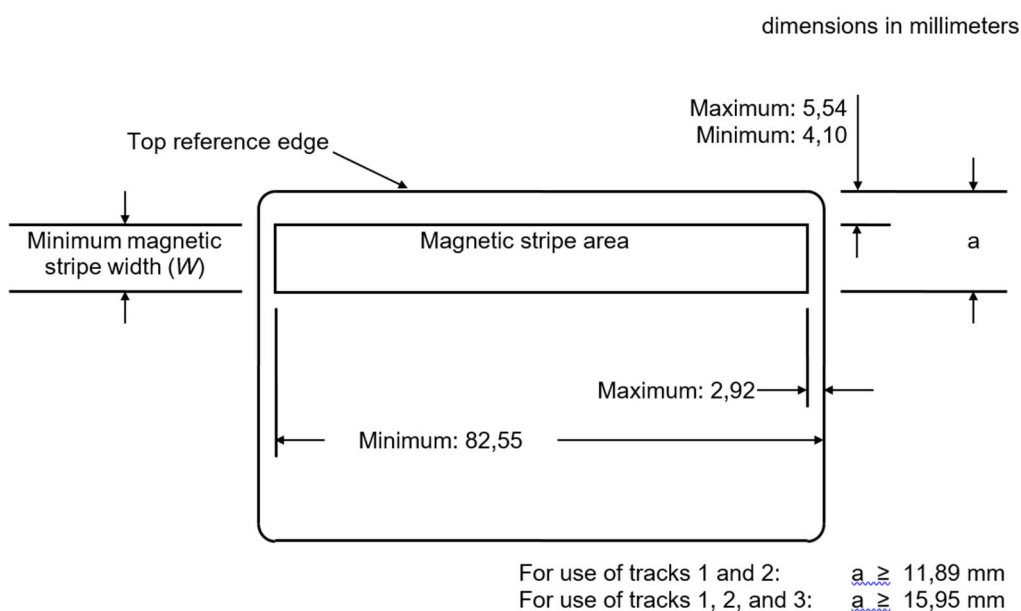 dimensions in millimeters
Maximum: 5,54
Minimum: 4,10
Top reference edge
Minimum magnetic
stripe width (W)
Magnetic stripe area
a
Maximum: 2,92
Minimum: 82,55
For use of tracks 1 and 2: a ≥ 11,89 mm
For use of tracks 1, 2, and 3: a ≥ 15,95 mm